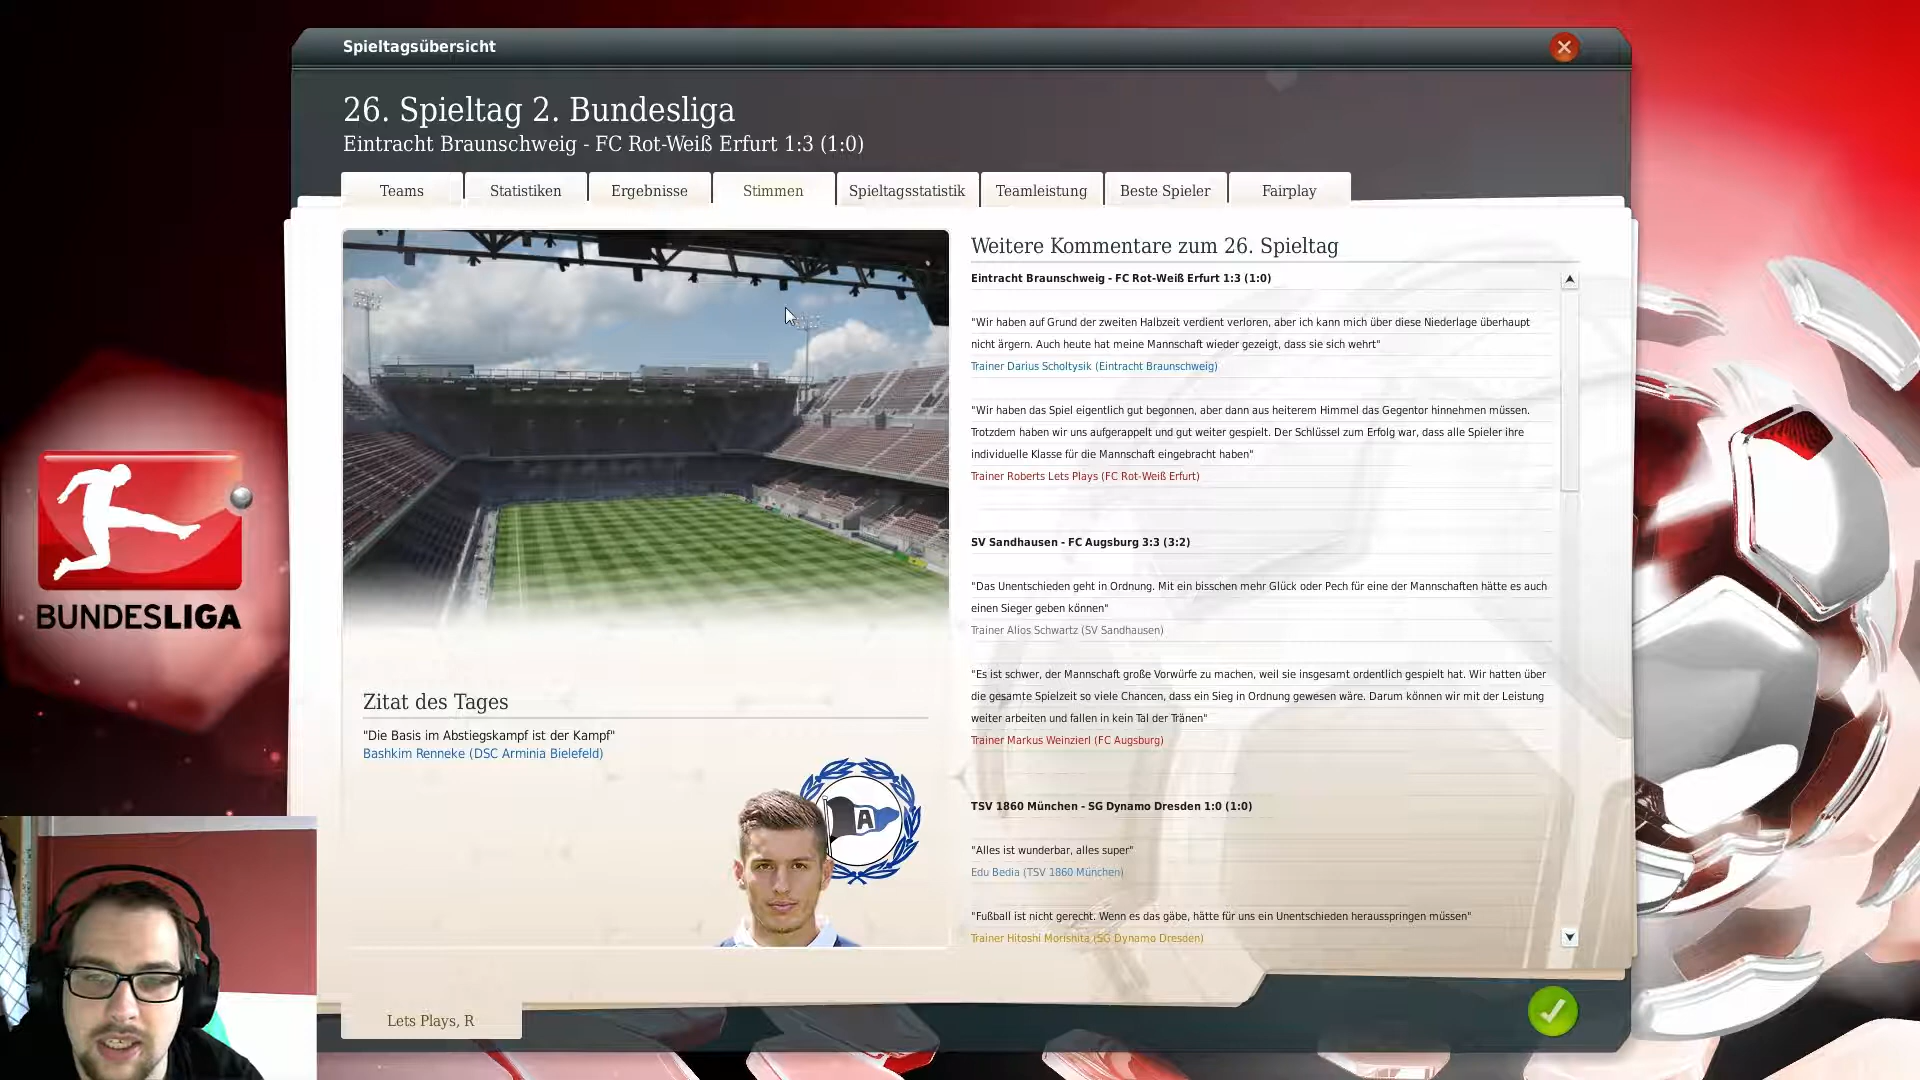 Spieltagsübersicht
26. Spieltag 2. Bundesliga
Eintracht Braunschweig - FC Rot-Weiß Erfurt 1:3 (1:0)
Teams
Statistiken
Ergebnisse
Stimmen
Spieltagsstatistik
Teamleistung
Beste Spieler
Fairplay
BUNDESLIGA
Zitat des Tages
"Die Basis im Abstiegskampf ist der Kampf"
Bashkim Renneke (DSC Arminia Bielefeld)
A
Weitere Kommentare zum 26. Spieltag
Eintracht Braunschweig - FC Rot-Weiß Erfurt 1:3 (1:0)
"Wir haben auf Grund der zweiten Halbzeit verdient verloren, aber ich kann mich über diese Niederlage überhaupt
nicht ärgern. Auch heute hat meine Mannschaft wieder gezeigt, dass sie sich wehrt"
Trainer Darius Scholtysik (Eintracht Braunschweig)
"Wir haben das Spiel eigentlich gut begonnen, aber dann aus heiterem Himmel das Gegentor hinnehmen müssen.
Trotzdem haben wir uns aufgerappelt und gut weiter gespielt. Der Schlüssel zum Erfolg war, dass alle Spieler ihre
individuelle Klasse für die Mannschaft eingebracht haben"
Trainer Roberts Lets Plays (FC Rot-Weiß Erfurt)
SV Sandhausen - FC Augsburg 3:3 (3:2)
"Das Unentschieden geht in Ordnung. Mit ein bisschen mehr Glück oder Pech für eine der Mannschaften hätte es auch
einen Sieger geben können"
Trainer Alios Schwartz (SV Sandhausen)
"Es ist schwer, der Mannschaft große Vorwürfe zu machen, weil sie insgesamt ordentlich gespielt hat. Wir hatten über
die gesamte Spielzeit so viele Chancen, dass ein Sieg in Ordnung gewesen wäre. Darum können wir mit der Leistung
weiter arbeiten und fallen in kein Tal der Tränen"
Trainer Markus Weinzierl (FC Augsburg)
TSV 1860 München - SG Dynamo Dresden 1:0 (1:0)
"Alles ist wunderbar, alles super"
Edu Bedia (TSV 1860 München)
"Fußball ist nicht gerecht. Wenn es das gäbe, hätte für uns ein Unentschieden herausspringen müssen"
Trainer Hitoshi Morishita (SG Dynamo Dresden)
Lets Plays, R